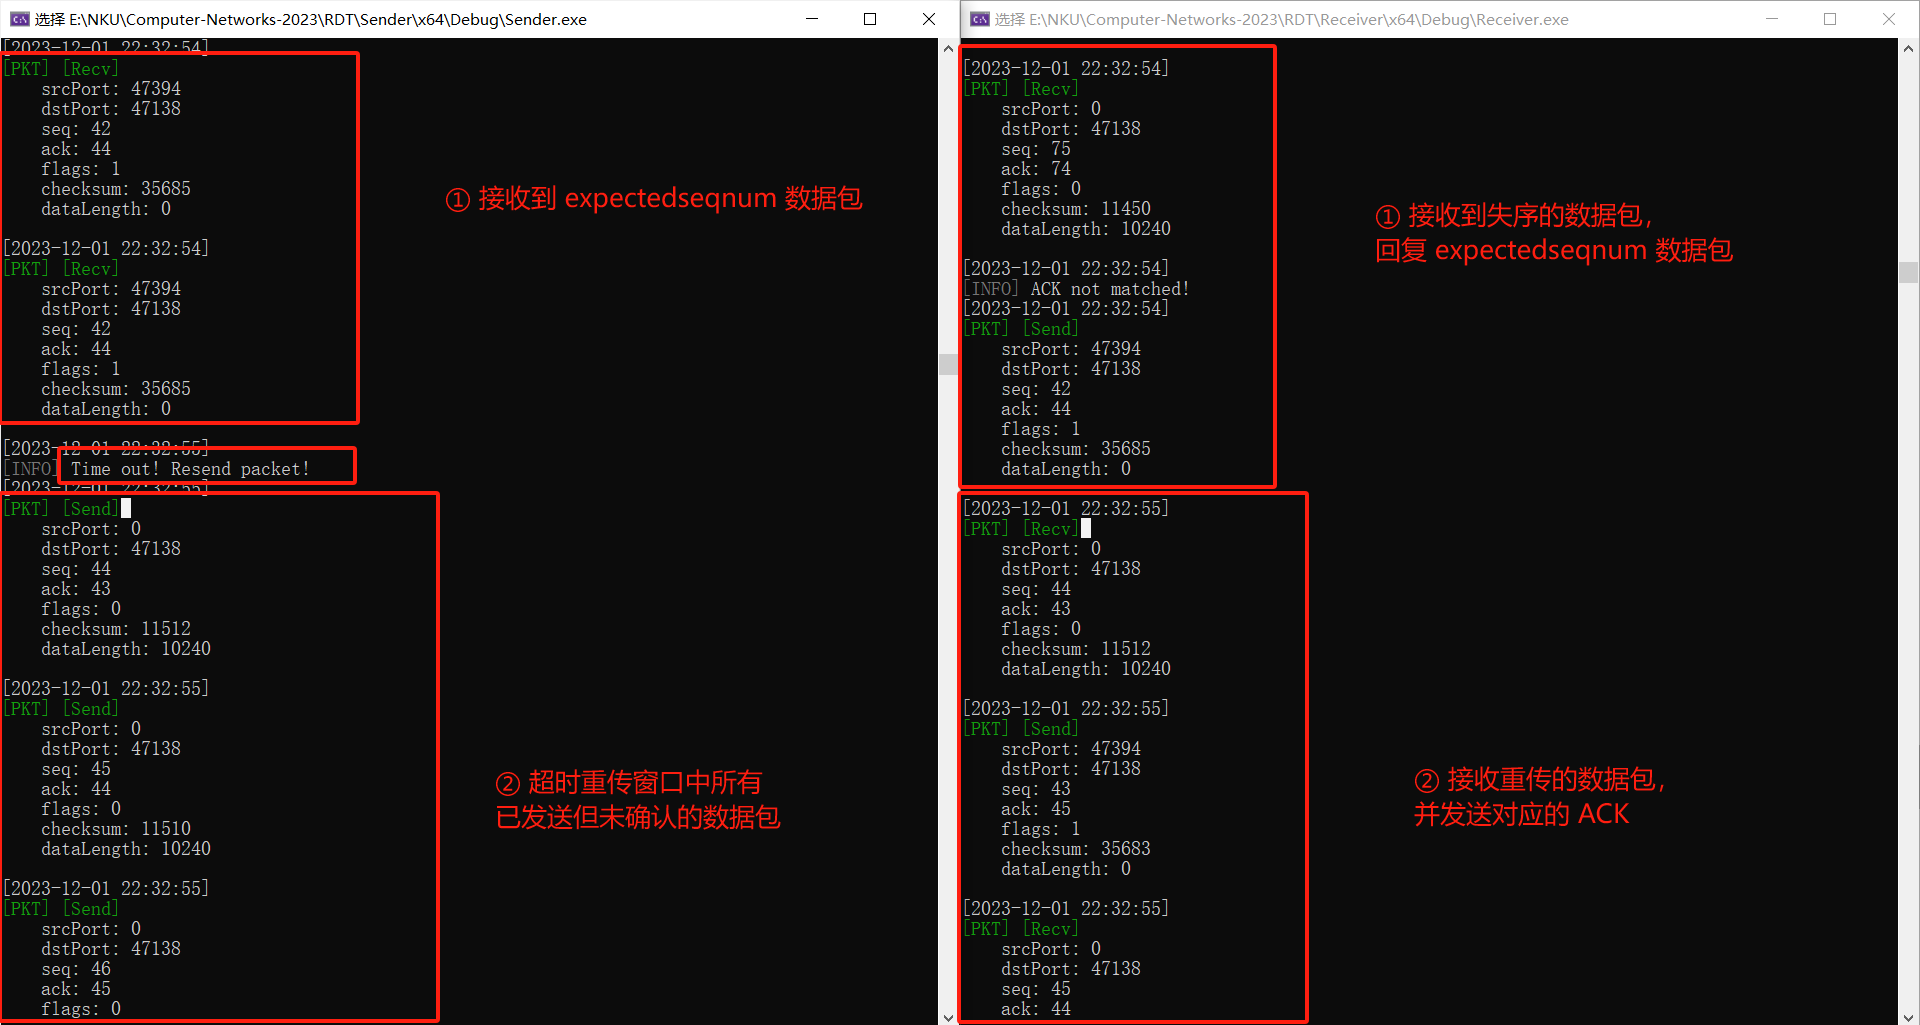 选择 E:\NKU\Computer-Networks-2023\RDT\Sender\x64\Debug\Sender.exe
[2023-12-01 22:32:54]
[PKT] [Recv]
srcPort: 47394
dstPort: 47138
seq: 42
ack: 44
flags: 1
checksum: 35685
dataLength: 0
[2023-12-01 22:32:54]
[PKT] [Recv]
srcPort: 47394
dstPort: 47138
seq: 42
ack: 44
flags: 1
checksum: 35685
dataLength: 0
[2023-12-01 22:32:55]
[INFO] Time out! Resend packet!
[2023-12-01 22:32:55]
[PKT] [Send]
srcPort: 0
dstPort: 47138
seq: 44
ack: 43
flags: 0
checksum: 11512
dataLength: 10240
[2023-12-01 22:32:55]
[PKT] [Send]
srcPort: 0
dstPort: 47138
seq: 45
ack: 44
flags: 0
checksum: 11510
dataLength: 10240
[2023-12-01 22:32:55]
[PKT] [Send]
srcPort: 0
dstPort: 47138
seq: 46
ack: 45
flags: 0
① 接收到 expectedseqnum 数据包
② 超时重传窗口中所有
已发送但未确认的数据包
选择 E:\NKU\Computer-Networks-2023\RDT\Receiver\x64\Debug\Receiver.exe
[2023-12-01 22:32:54]
[PKT] [Recv]
srcPort: 0
dstPort: 47138
seq: 75
ack: 74
flags: 0
checksum: 11450
dataLength: 10240
[2023-12-01 22:32:54]
[INFO] ACK not matched!
[2023-12-01 22:32:54]
[PKT] [Send]
srcPort: 47394
dstPort: 47138
seq: 42
ack: 44
flags: 1
checksum: 35685
dataLength: 0
[2023-12-01 22:32:55]
[PKT] [Recv]
srcPort: 0
dstPort: 47138
seq: 44
ack: 43
flags: 0
checksum: 11512
dataLength: 10240
[2023-12-01 22:32:55]
[PKT] [Send]
srcPort: 47394
dstPort: 47138
seq: 43
ack: 45
flags: 1
checksum: 35683
dataLength: 0
[2023-12-01 22:32:55]
[PKT] [Recv]
srcPort: 0
dstPort: 47138
seq: 45
ack: 44
① 接收到失序的数据包，
回复 expectedseqnum 数据包
② 接收重传的数据包，
并发送对应的 ACK